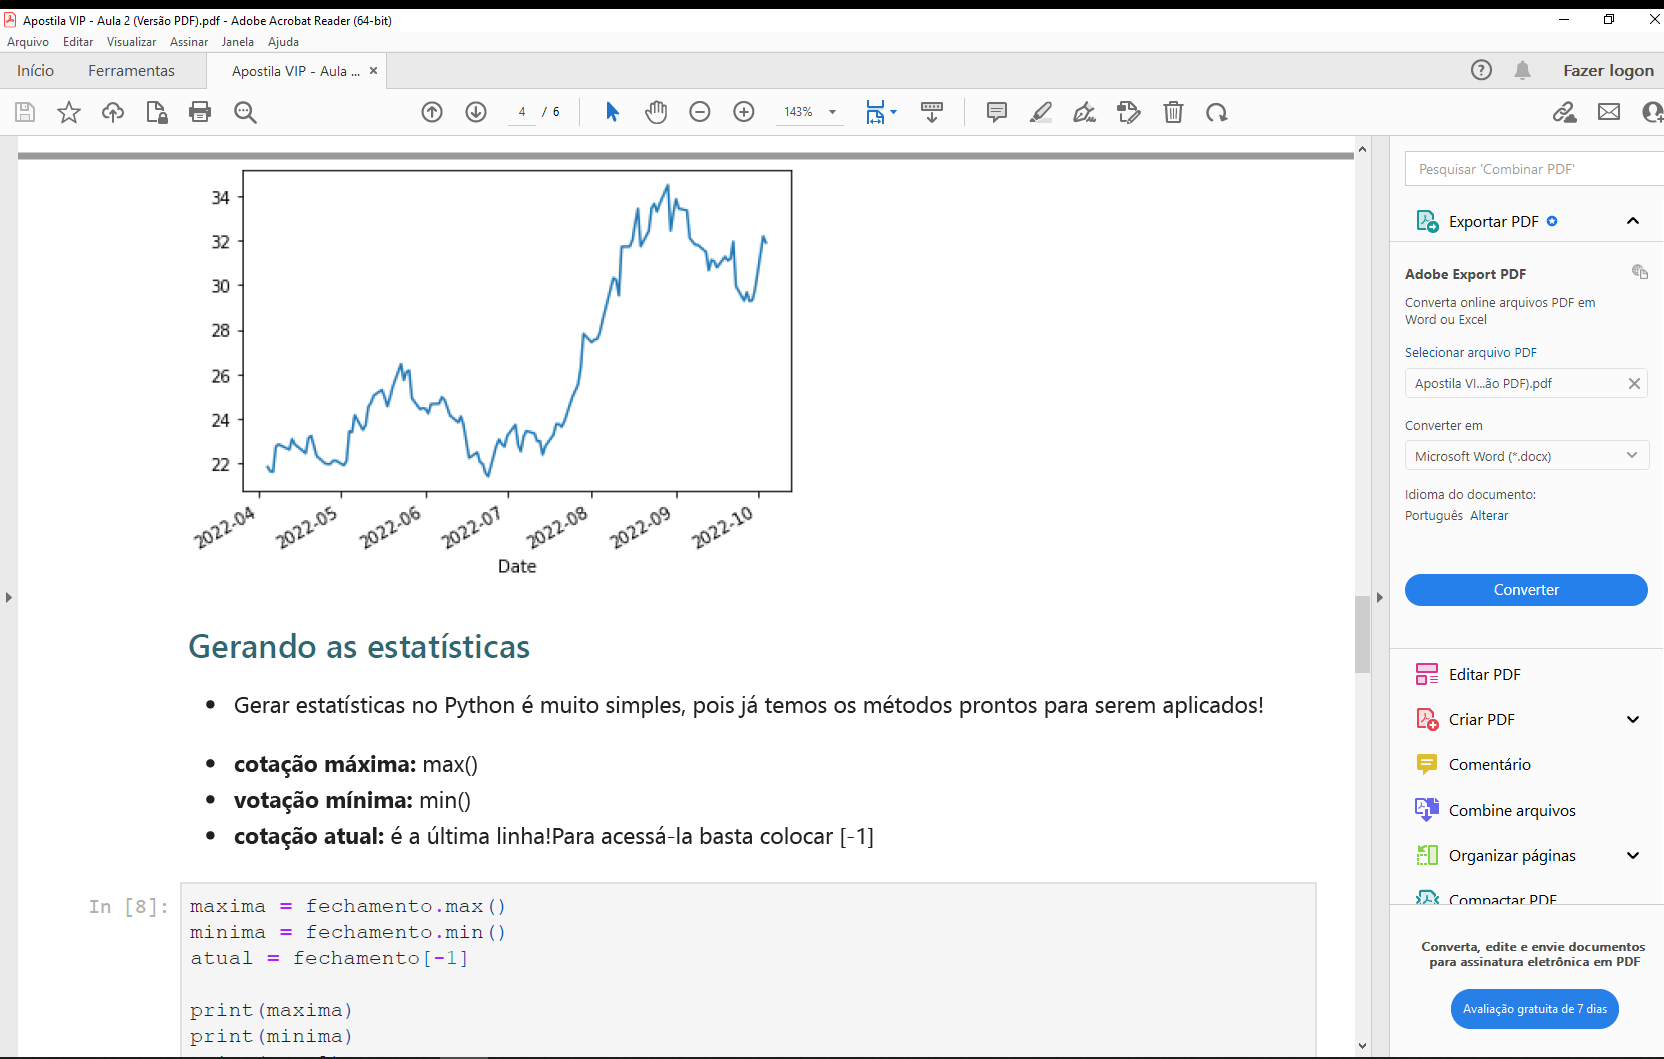 Apostila VIP - Aula 2 (Versão PDF).pdf - Adobe Acrobat Reader (64-bit)
Arquivo Editar Visualizar Assinar Janela Ajuda
Início Ferramentas Apostila VIP - Aula ... × Fazer logon
4 / 6 143%
34
32
30
28
26
24
22
2022-04 2022-05 2022-06 2022-07 2022-08 2022-09 2022-10
Date
Gerando as estatísticas
• Gerar estatísticas no Python é muito simples, pois já temos os métodos prontos para serem aplicados!
• cotação máxima: max()
• votação mínima: min()
• cotação atual: é a última linha!Para acessá-la basta colocar [-1]
In [8]:
maxima = fechamento.max()
minima = fechamento.min()
atual = fechamento[-1]
print(maxima)
print(minima)
Pesquisar 'Combinar PDF'
Exportar PDF
Adobe Export PDF
Converta online arquivos PDF em
Word ou Excel
Selecionar arquivo PDF
Apostila VI...ão PDF).pdf
Converter em
Microsoft Word (*.docx)
Idioma do documento:
Português Alterar
Converter
Editar PDF
Criar PDF
Comentário
Combine arquivos
Organizar páginas
Compactar PDF
Converta, edite e envie documentos
para assinatura eletrônica em PDF
Avaliação gratuita de 7 dias